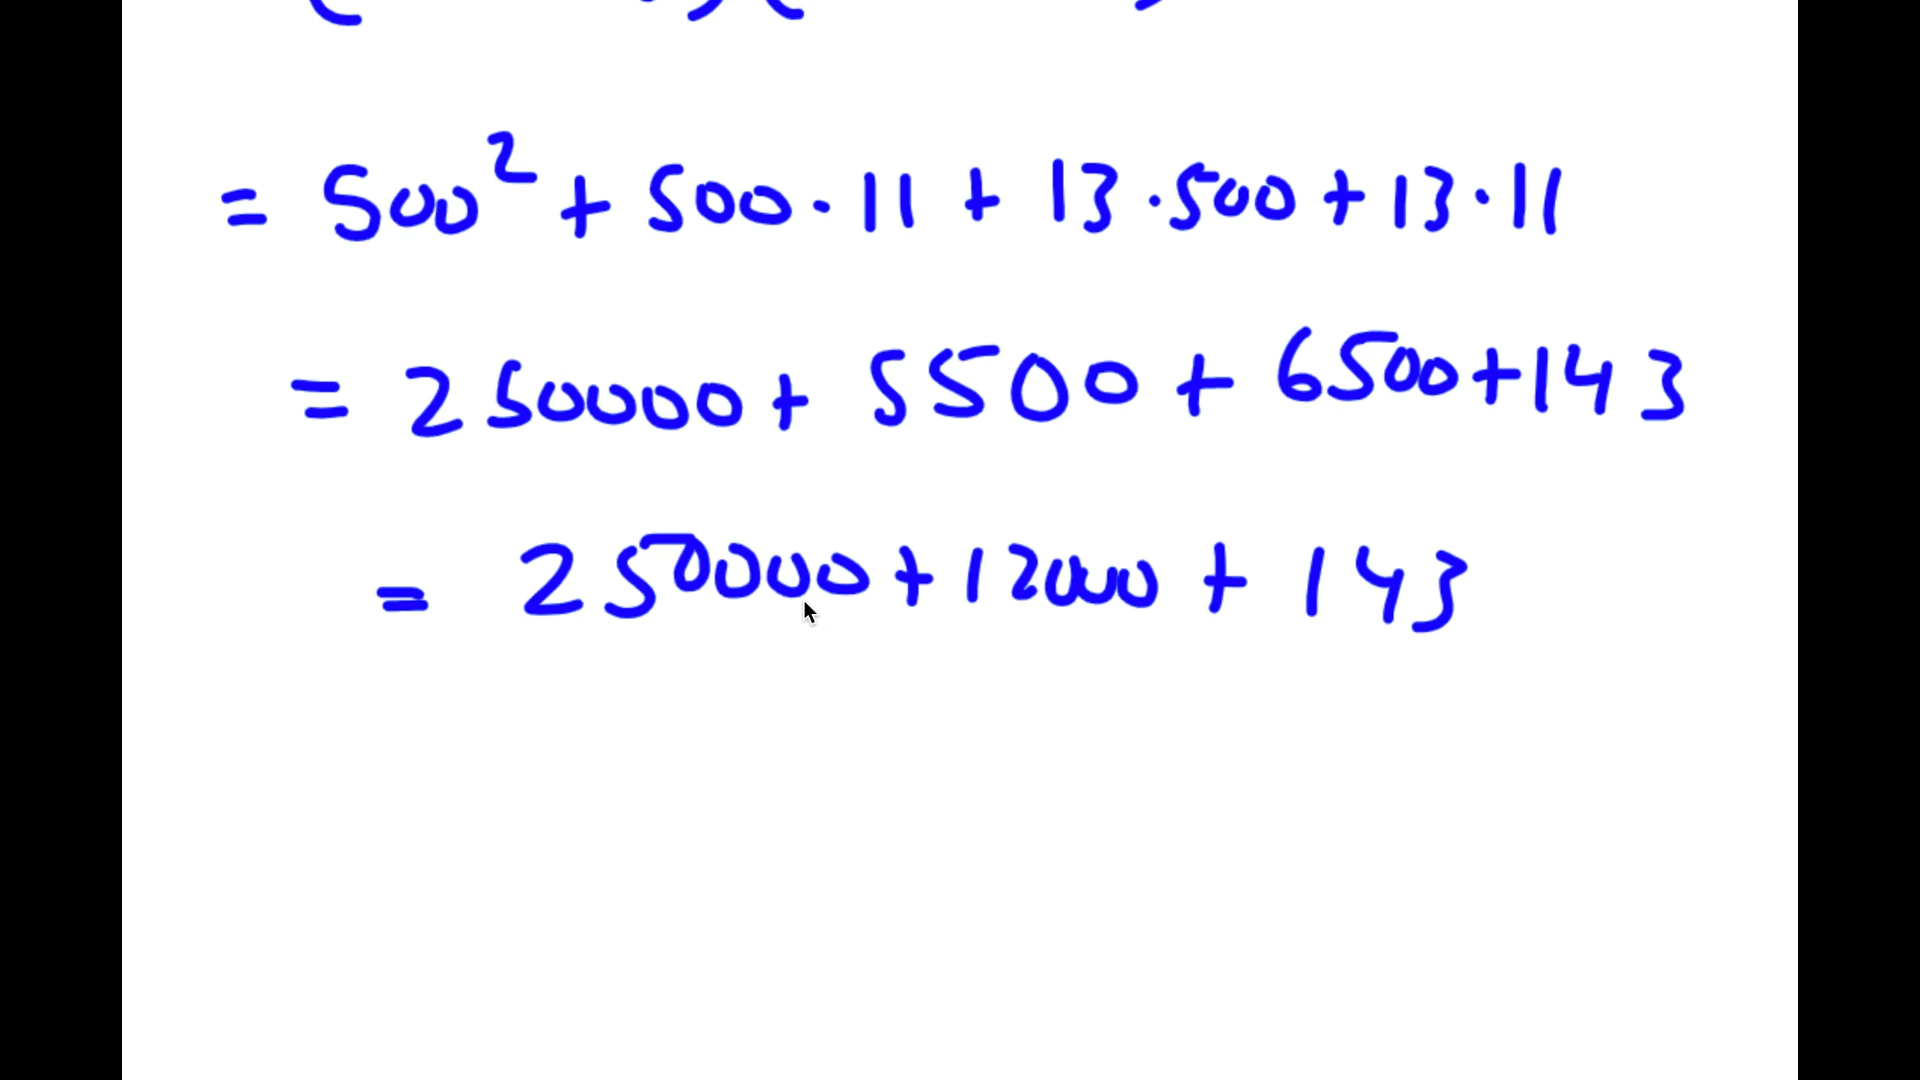 = 500² + 500 · 11 + 13 · 500 + 13 · 11
= 250000 + 5500 + 6500 + 143
= 250000 + 12000 + 143